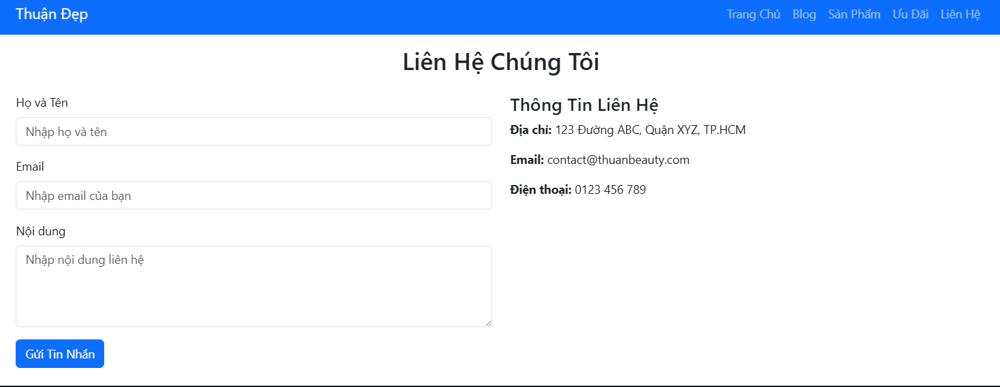 Thuận Đẹp
Trang Chủ Blog Sản Phẩm Ưu Đãi Liên Hệ
Liên Hệ Chúng Tôi
Họ và Tên
Nhập họ và tên
Email
Nhập email của bạn
Nội dung
Nhập nội dung liên hệ
Gửi Tin Nhắn
Thông Tin Liên Hệ
Địa chỉ: 123 Đường ABC, Quận XYZ, TP.HCM
Email: contact@thuanbeauty.com
Điện thoại: 0123 456 789